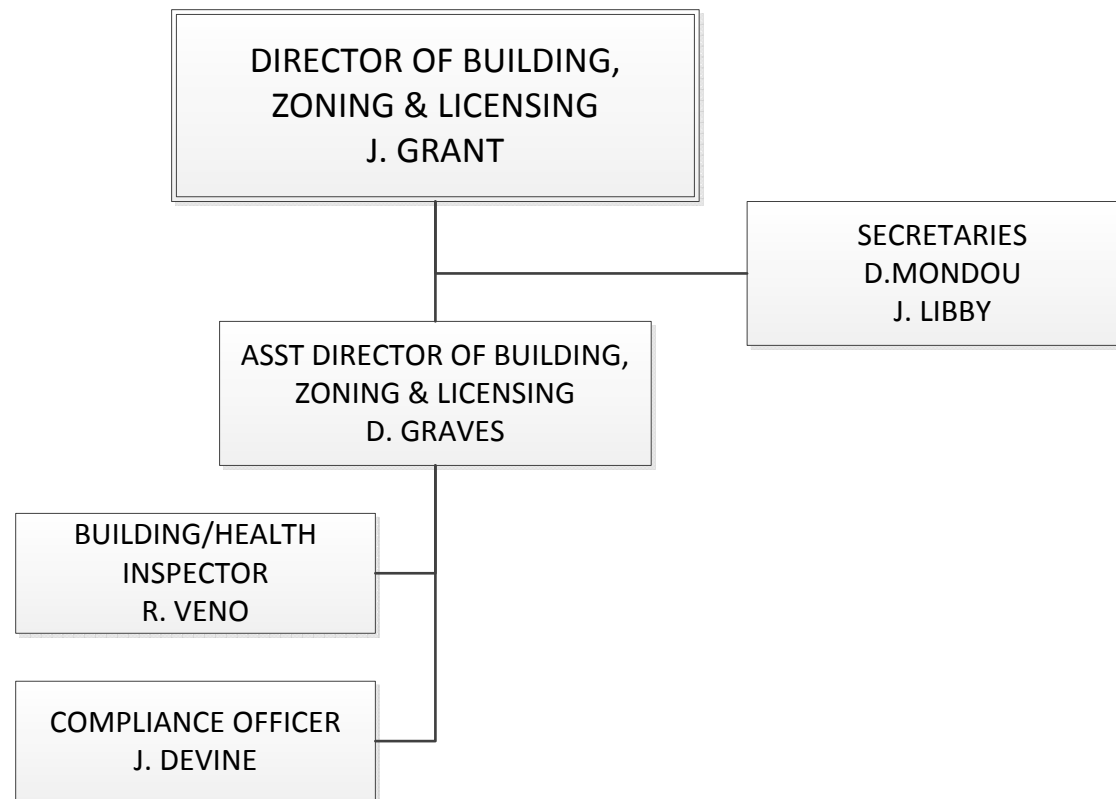 DIRECTOR OF BUILDING,
ZONING & LICENSING
J. GRANT
SECRETARIES
D.MONDOU
J. LIBBY
ASST DIRECTOR OF BUILDING,
ZONING & LICENSING
D. GRAVES
BUILDING/HEALTH
INSPECTOR
R. VENO
COMPLIANCE OFFICER
J. DEVINE